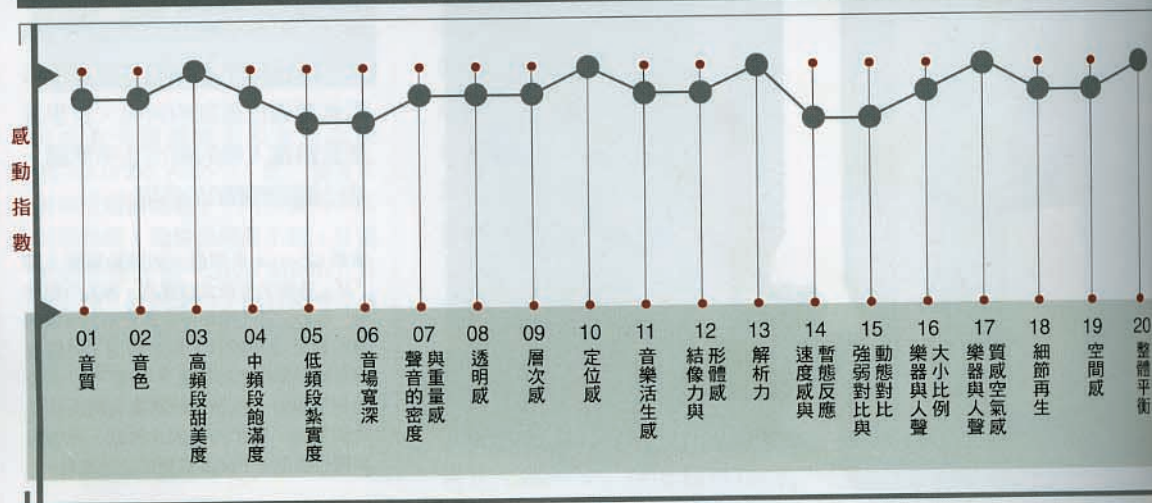 感動指數
01
音質
02
音色
03
高頻段甜美度
04
中頻段飽滿度
05
低頻段紮實度
06
音場寬深
07
聲音的密度
與重量感
08
透明感
09
層次感
10
定位感
11
音樂活生感
12
結像力與
形體感
13
解析力
14
速度感與
暫態反應
15
強弱對比與
動態對比
16
樂器與人聲
大小比例
17
樂器與人聲
質感空氣感
18
細節再生
19
空間感
20
整體平衡